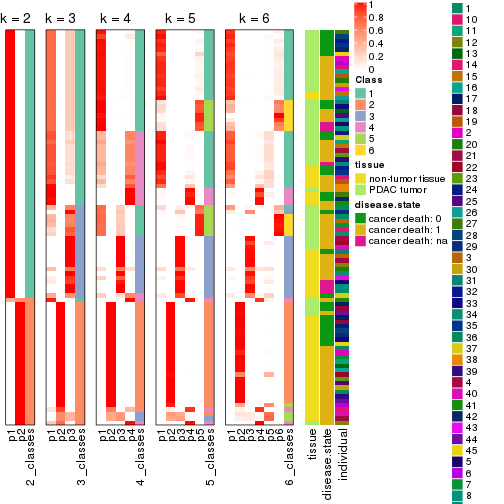 k = 2 k = 3 k = 4 k = 5 k = 6
1
0.8
0.6
0.4
0.2
0
Class
1
2
3
4
5
6
tissue
non-tumor tissue
PDAC tumor
disease.state
cancer death: 0
cancer death: 1
cancer death: na
1
10
11
12
13
14
15
16
17
18
19
2
20
21
22
23
24
25
26
27
28
29
3
30
31
32
33
34
35
36
37
38
39
4
40
41
42
43
44
45
5
6
7
8
p1
p2
2_classes
p1
p2
p3
3_classes
p1
p2
p3
p4
4_classes
p1
p2
p3
p4
p5
5_classes
p1
p2
p3
p4
p5
p6
6_classes
tissue
disease.state
individual